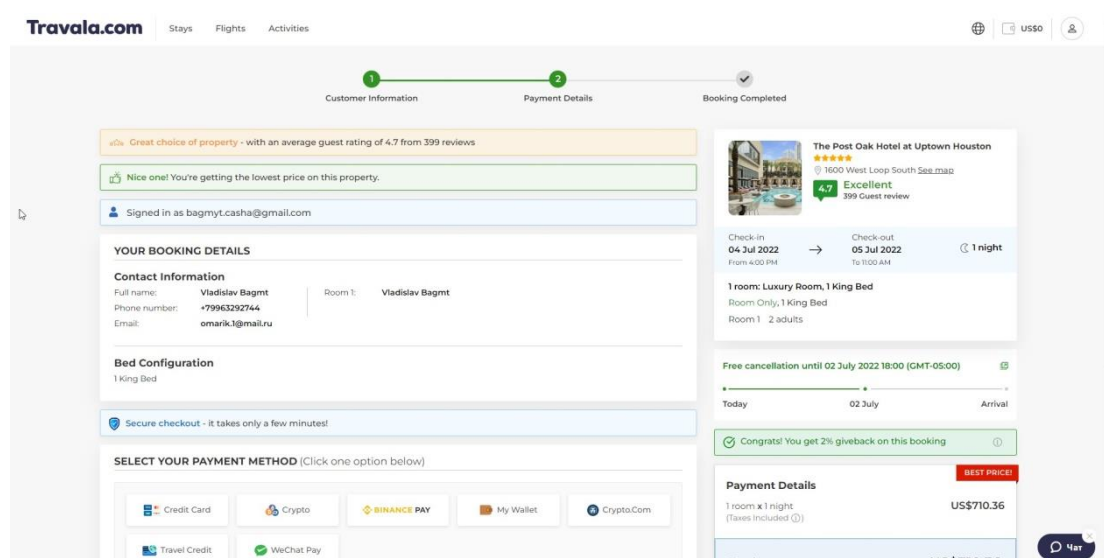 Travala.com
Stays Flights Activities
US$0
1 2
Customer Information Payment Details Booking Completed
Great choice of property - with an average guest rating of 4.7 from 399 reviews
Nice one! You're getting the lowest price on this property.
Signed in as bagmyt.casha@gmail.com
YOUR BOOKING DETAILS
Contact Information
Full name: Vladislav Bagmt Room 1: Vladislav Bagmt
Phone number: +79963292744
Email: omarik.1@mail.ru
Bed Configuration
1 King Bed
Secure checkout - it takes only a few minutes!
SELECT YOUR PAYMENT METHOD (Click one option below)
Credit Card Crypto BINANCE PAY My Wallet Crypto.Com
Travel Credit WeChat Pay
The Post Oak Hotel at Uptown Houston
1600 West Loop South See map
4.7 Excellent
399 Guest review
Check-in Check-out
04 Jul 2022 05 Jul 2022 1 night
From 4:00 PM To 11:00 AM
1 room: Luxury Room, 1 King Bed
Room Only, 1 King Bed
Room 1 2 adults
Free cancellation until 02 July 2022 18:00 (GMT-05:00)
Today 02 July Arrival
Congrats! You get 2% giveback on this booking
BEST PRICE!
Payment Details
1 room x 1 night US$710.36
(Taxes Included)
Чат